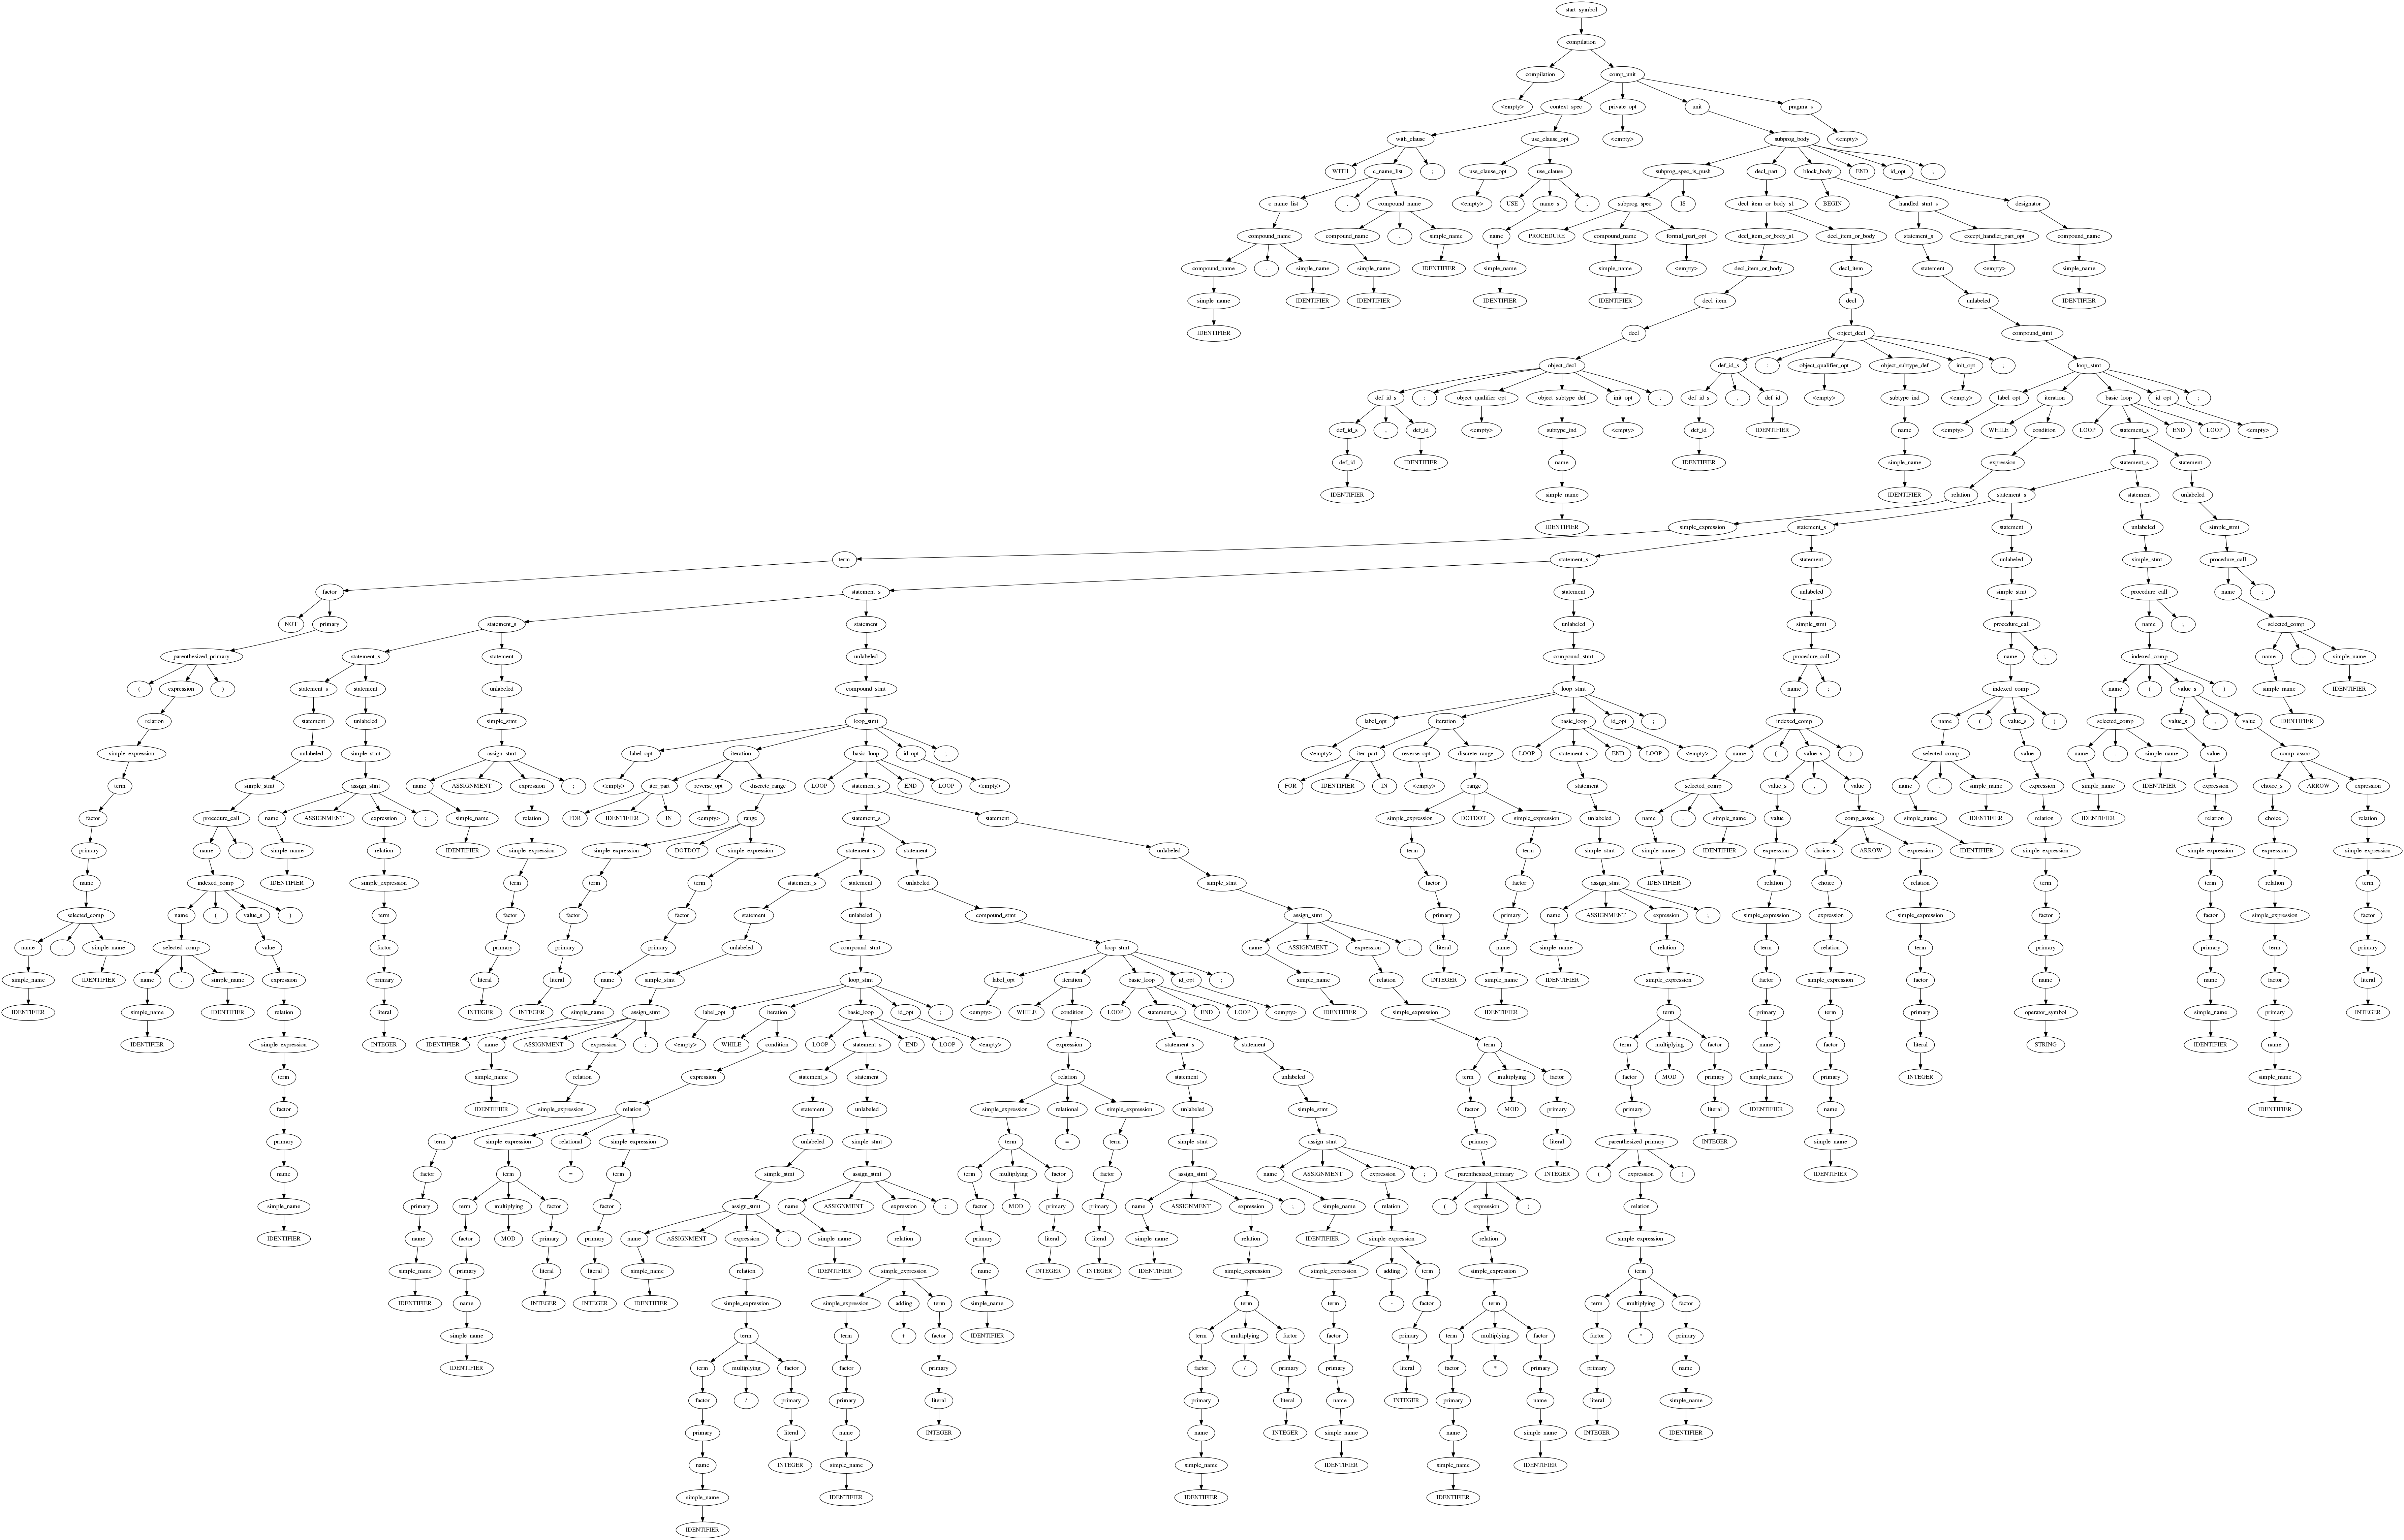 start_symbol
compilation
compilation comp_unit
<empty> context_spec private_opt unit pragma_s
with_clause use_clause_opt <empty> subprog_body <empty>
WITH c_name_list ; use_clause_opt use_clause subprog_spec_is_push decl_part block_body END id_opt ;
c_name_list , compound_name <empty> USE name_s ; subprog_spec IS decl_item_or_body_s1 BEGIN handled_stmt_s designator
compound_name compound_name . simple_name name PROCEDURE compound_name formal_part_opt decl_item_or_body_s1 decl_item_or_body statement_s except_handler_part_opt compound_name
compound_name . simple_name simple_name IDENTIFIER simple_name simple_name <empty> decl_item_or_body decl_item statement <empty> simple_name
simple_name IDENTIFIER IDENTIFIER IDENTIFIER IDENTIFIER decl_item decl unlabeled IDENTIFIER
IDENTIFIER decl object_decl compound_stmt
object_decl def_id_s : object_qualifier_opt object_subtype_def init_opt ; loop_stmt
def_id_s : object_qualifier_opt object_subtype_def init_opt ; def_id_s , def_id <empty> subtype_ind <empty> label_opt iteration basic_loop id_opt ;
def_id_s , def_id <empty> subtype_ind <empty> def_id IDENTIFIER name <empty> WHILE condition LOOP statement_s END LOOP <empty>
def_id IDENTIFIER name IDENTIFIER simple_name expression statement_s statement
IDENTIFIER simple_name IDENTIFIER relation statement_s statement unlabeled
IDENTIFIER simple_expression statement_s statement unlabeled simple_stmt
term statement_s statement unlabeled simple_stmt procedure_call
factor statement_s statement unlabeled simple_stmt procedure_call name ;
NOT primary statement_s statement unlabeled simple_stmt procedure_call name ; selected_comp
parenthesized_primary statement_s statement unlabeled compound_stmt procedure_call name ; indexed_comp name . simple_name
( expression ) statement_s statement unlabeled compound_stmt loop_stmt name ; indexed_comp name ( value_s ) simple_name IDENTIFIER
relation statement unlabeled simple_stmt loop_stmt label_opt iteration basic_loop id_opt ; indexed_comp name ( value_s ) selected_comp value_s , value IDENTIFIER
simple_expression unlabeled simple_stmt assign_stmt label_opt iteration basic_loop id_opt ; <empty> iter_part reverse_opt discrete_range LOOP statement_s END LOOP <empty> name ( value_s ) selected_comp value name . simple_name value comp_assoc
term simple_stmt assign_stmt name ASSIGNMENT expression ; <empty> iter_part reverse_opt discrete_range LOOP statement_s END LOOP <empty> FOR IDENTIFIER IN <empty> range statement selected_comp value_s , value name . simple_name expression simple_name IDENTIFIER expression choice_s ARROW expression
factor procedure_call name ASSIGNMENT expression ; simple_name relation FOR IDENTIFIER IN <empty> range statement_s statement simple_expression DOTDOT simple_expression unlabeled name . simple_name value comp_assoc simple_name IDENTIFIER relation IDENTIFIER relation choice relation
primary name ; simple_name relation IDENTIFIER simple_expression simple_expression DOTDOT simple_expression statement_s statement unlabeled term term simple_stmt simple_name IDENTIFIER expression choice_s ARROW expression IDENTIFIER simple_expression simple_expression expression simple_expression
name indexed_comp IDENTIFIER simple_expression term term term statement_s statement unlabeled simple_stmt factor factor assign_stmt IDENTIFIER relation choice relation term term relation term
selected_comp name ( value_s ) term factor factor factor statement unlabeled compound_stmt assign_stmt primary primary name ASSIGNMENT expression ; simple_expression expression simple_expression factor factor simple_expression factor
name . simple_name selected_comp value factor primary primary primary unlabeled compound_stmt loop_stmt name ASSIGNMENT expression ; literal name simple_name relation term relation term primary primary term primary
simple_name IDENTIFIER name . simple_name expression primary literal literal name simple_stmt loop_stmt label_opt iteration basic_loop id_opt ; simple_name relation INTEGER simple_name IDENTIFIER simple_expression factor simple_expression factor name name factor literal
IDENTIFIER simple_name IDENTIFIER relation literal INTEGER INTEGER simple_name assign_stmt label_opt iteration basic_loop id_opt ; <empty> WHILE condition LOOP statement_s END LOOP <empty> IDENTIFIER simple_expression IDENTIFIER term primary term primary operator_symbol simple_name primary INTEGER
IDENTIFIER simple_expression INTEGER IDENTIFIER name ASSIGNMENT expression ; <empty> WHILE condition LOOP statement_s END LOOP <empty> expression statement_s statement term term multiplying factor name factor literal STRING IDENTIFIER name
term simple_name relation expression statement_s statement relation statement unlabeled term multiplying factor factor MOD primary simple_name primary INTEGER simple_name
factor IDENTIFIER simple_expression relation statement unlabeled simple_expression relational simple_expression unlabeled simple_stmt factor MOD primary primary literal IDENTIFIER name IDENTIFIER
primary term simple_expression relational simple_expression unlabeled simple_stmt term = term simple_stmt assign_stmt primary literal parenthesized_primary INTEGER simple_name
name factor term = term simple_stmt assign_stmt term multiplying factor factor assign_stmt name ASSIGNMENT expression ; parenthesized_primary INTEGER ( expression ) IDENTIFIER
simple_name primary term multiplying factor factor assign_stmt name ASSIGNMENT expression ; factor MOD primary primary name ASSIGNMENT expression ; simple_name relation ( expression ) relation
IDENTIFIER name factor MOD primary primary name ASSIGNMENT expression ; simple_name relation primary literal literal simple_name relation IDENTIFIER simple_expression relation simple_expression
simple_name primary literal literal simple_name relation IDENTIFIER simple_expression name INTEGER INTEGER IDENTIFIER simple_expression simple_expression adding term simple_expression term
IDENTIFIER name INTEGER INTEGER IDENTIFIER simple_expression simple_expression adding term simple_name term term - factor term term multiplying factor
simple_name term term + factor IDENTIFIER term multiplying factor factor primary term multiplying factor factor * primary
IDENTIFIER term multiplying factor factor primary factor / primary primary literal factor * primary primary name
factor / primary primary literal primary literal name INTEGER primary name literal simple_name
primary literal name INTEGER name INTEGER simple_name name simple_name INTEGER IDENTIFIER
name INTEGER simple_name simple_name IDENTIFIER simple_name IDENTIFIER
simple_name IDENTIFIER IDENTIFIER IDENTIFIER
IDENTIFIER